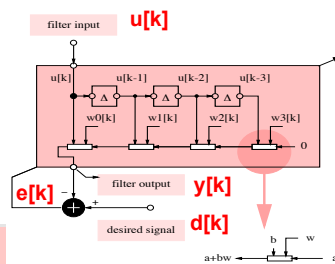 filter input u[k]
u[k] u[k-1] u[k-2] u[k-3]
Δ Δ Δ
w0[k] w1[k] w2[k] w3[k]
0
e[k] − filter output y[k]
+
desired signal d[k]
b w
a+bw a